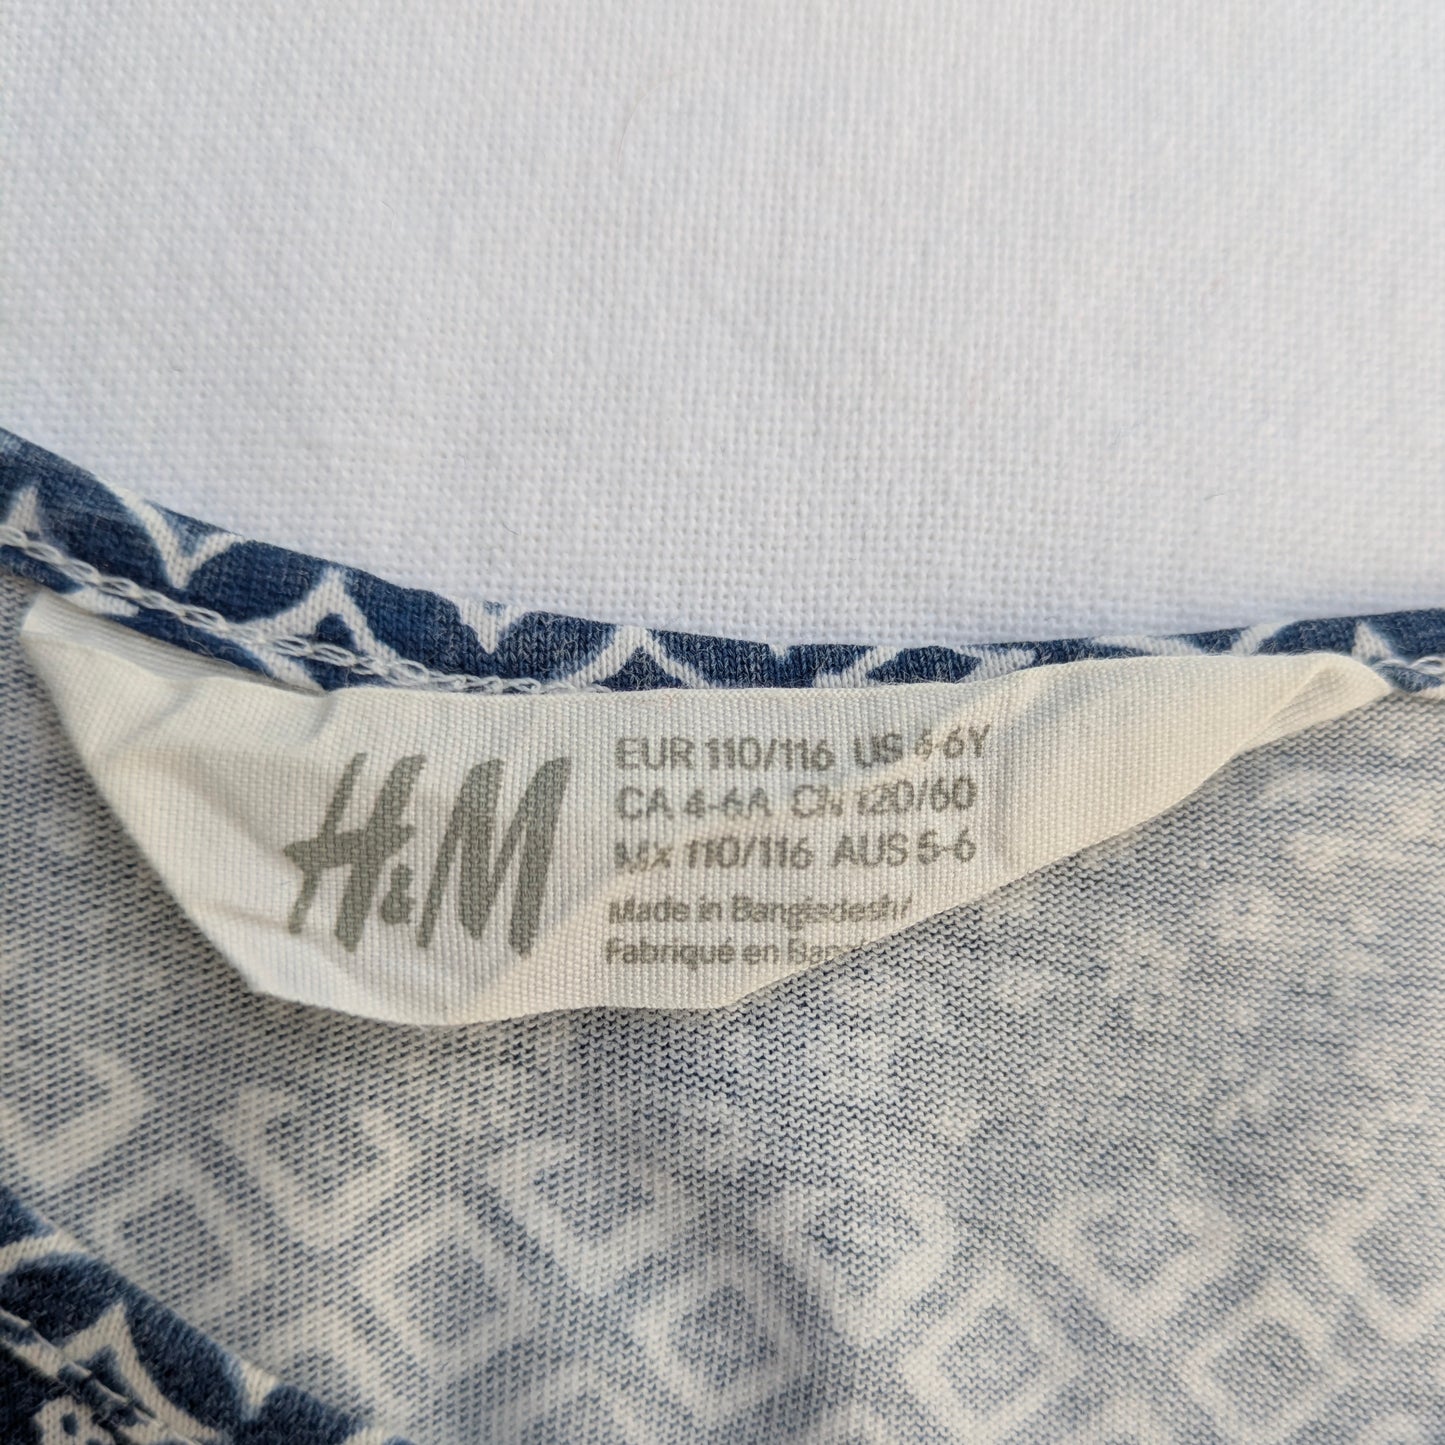 H&M
EUR 110/116 US 4-6Y
CA 4-6A CN 120/60
MX 110/116 AUS 5-6
Made in Bangladesh/
Fabriqué en